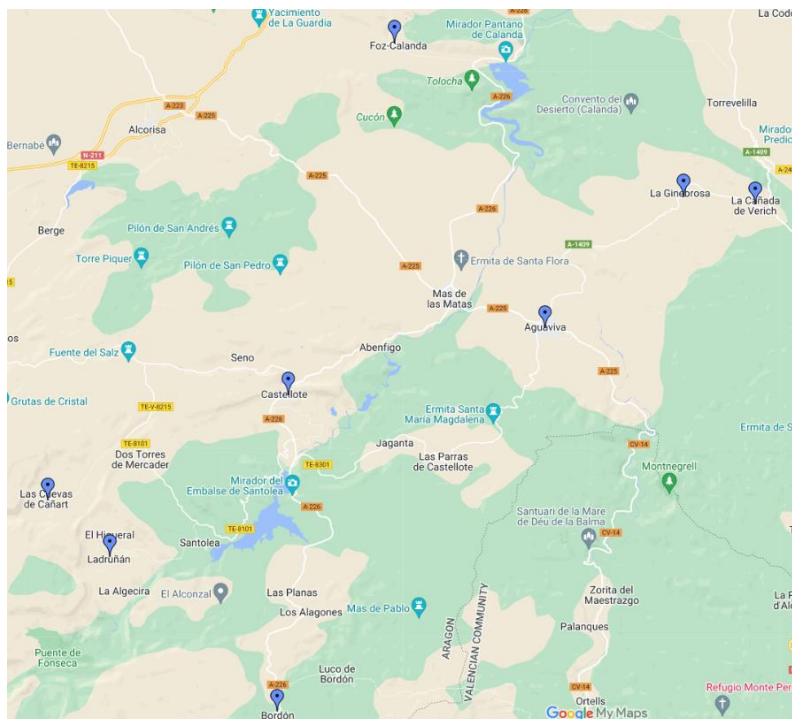 Yacimiento
de La Guardia
A-226
La Cod
Foz-Calanda
Mirador Pantano
de Calanda
Tolocha
A-226
Convento del
Desierto (Calanda)
Torrevelilla
A-223
A-225
Cucón
Alcorisa
Mirador
Predic
Bernabé
N-211
TE-8215
A-1409
A-24
A-225
La Ginebrosa
La Cañada
de Verich
Berge
Pilón de San Andrés
A-226
A-1409
Torre Piquer
Pilón de San Pedro
A-225
Ermita de Santa Flora
15
Mas de
las Matas
A-225
Aguaviva
os
Fuente del Salz
Seno
Abenfigo
Castellote
A-225
Grutas de Cristal
TE-V-8215
A-226
Ermita Santa
María Magdalena
Ermita de S
TE-8101
Jaganta
CV-14
Dos Torres
de Mercader
TE-8301
Las Parras
de Castellote
Montnegrell
Mirador del
Embalse de Santolea
Las Cuevas
de Cañart
A-226
Santuari de la Mare
de Déu de la Balma
TE-8101
CV-14
El Higueral
Santolea
Ladruñán
La Algecira
El Alconzal
Las Planas
Zorita del
Maestrazgo
Los Alagones
Mas de Pablo
Palanques
ARAGON
VALENCIAN COMMUNITY
Puente de
Fonseca
Luco de
Bordón
A-226
CV-14
Refugio Monte Per
Bordón
Ortells
Google My Maps